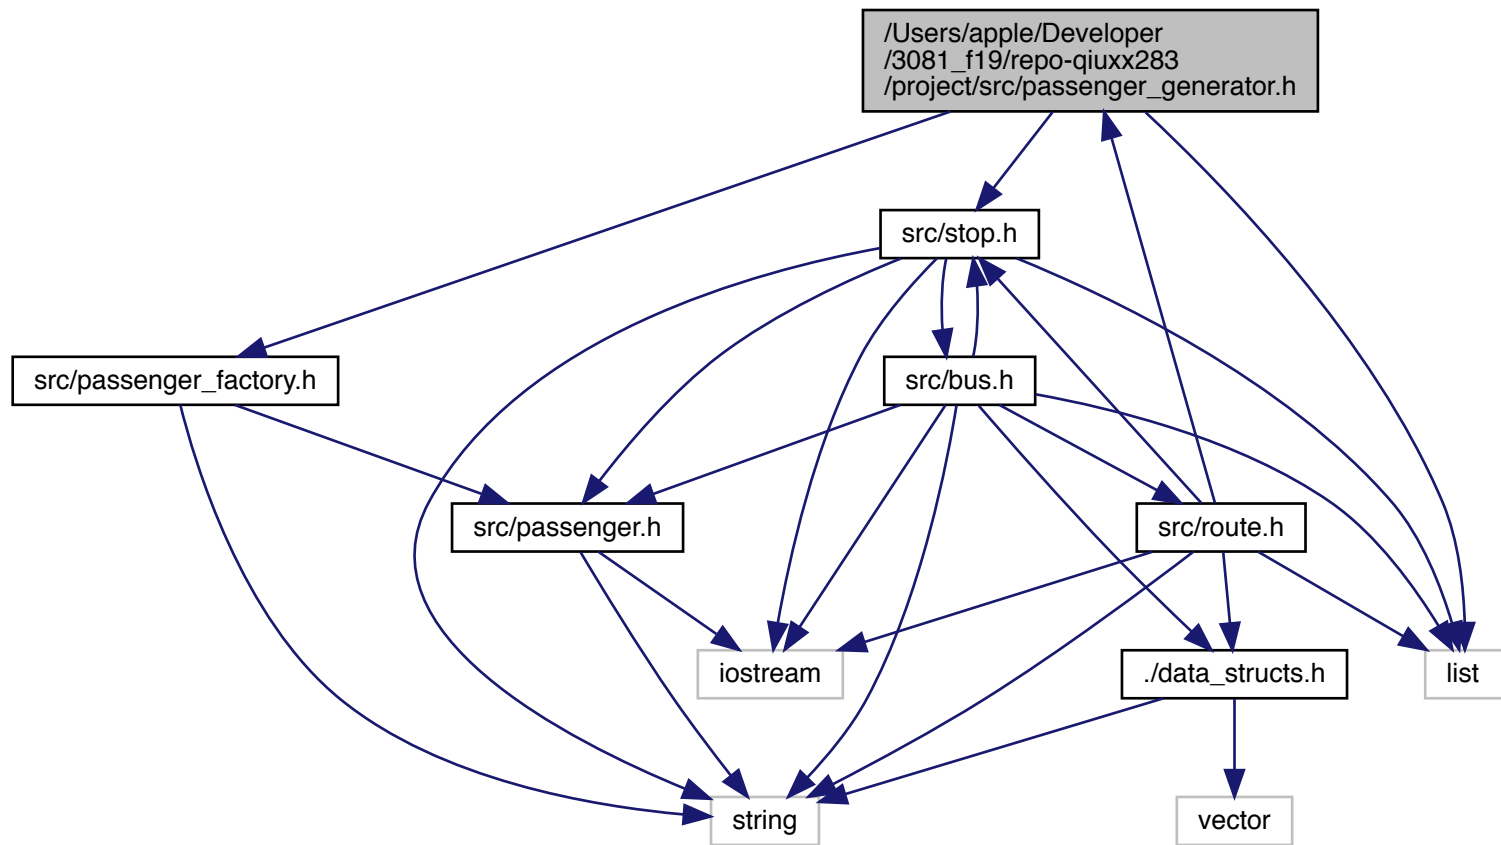 /Users/apple/Developer
/3081_f19/repo-qiuxx283
/project/src/passenger_generator.h
src/stop.h
src/passenger_factory.h
src/bus.h
src/passenger.h
src/route.h
iostream
./data_structs.h
list
string
vector